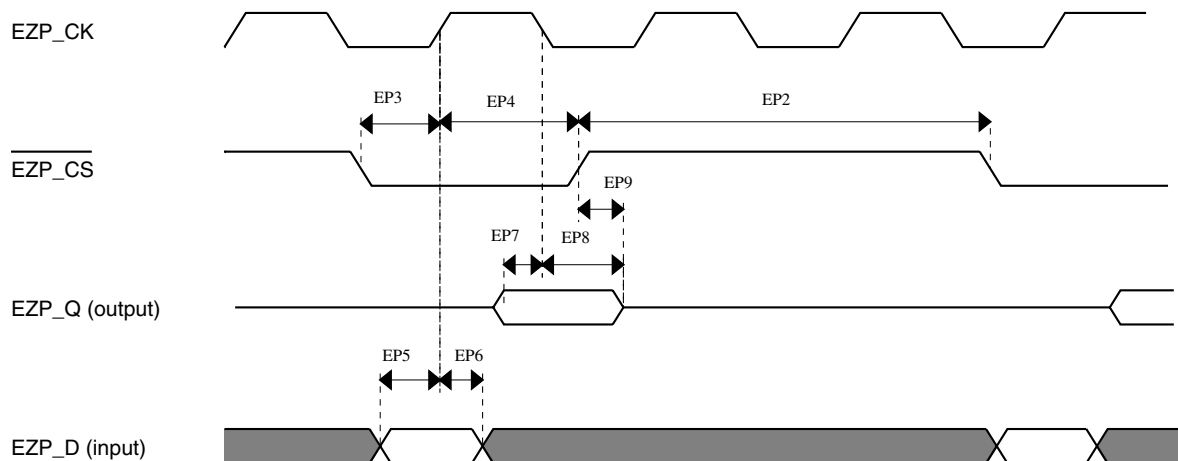 EZP_CK
EP3
EP4
EP2
EZP_CS
EP9
EP7
EP8
EZP_Q (output)
EP5
EP6
EZP_D (input)